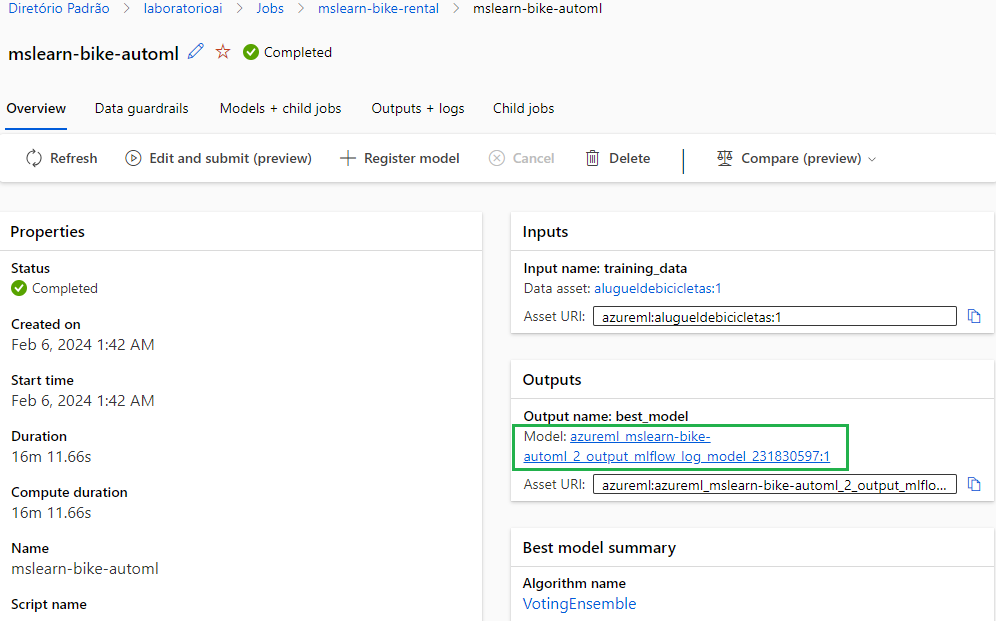 Diretório Padrão > laboratorioai > Jobs > mslearn-bike-rental > mslearn-bike-automl
mslearn-bike-automl Completed
Overview Data guardrails Models + child jobs Outputs + logs Child jobs
Refresh Edit and submit (preview) Register model Cancel Delete Compare (preview)
Properties
Status
Completed
Created on
Feb 6, 2024 1:42 AM
Start time
Feb 6, 2024 1:42 AM
Duration
16m 11.66s
Compute duration
16m 11.66s
Name
mslearn-bike-automl
Script name
Inputs
Input name: training_data
Data asset: alugueldebicicletas:1
Asset URI: azureml:alugueldebicicletas:1
Outputs
Output name: best_model
Model: azureml_mslearn-bike-
automl_2_output_mlflow_log_model_231830597:1
Asset URI: azureml:azureml_mslearn-bike-automl_2_output_mlflo...
Best model summary
Algorithm name
VotingEnsemble